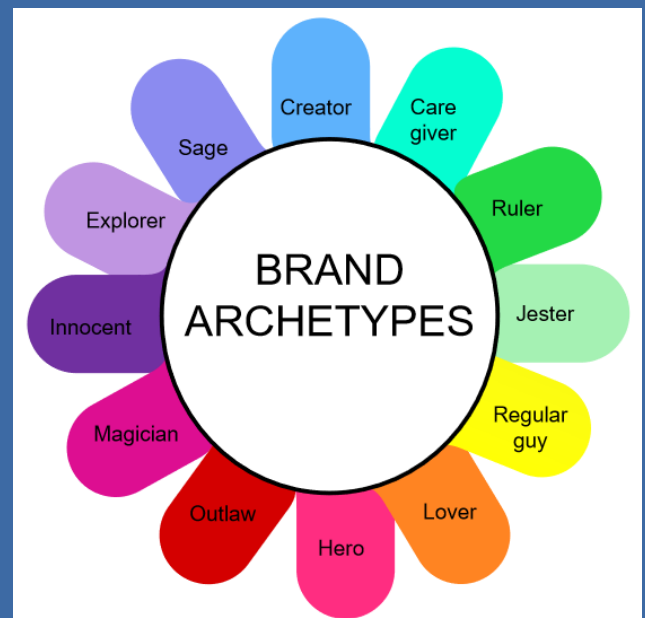 BRAND
ARCHETYPES
Creator
Care
giver
Ruler
Jester
Regular
guy
Lover
Hero
Outlaw
Magician
Innocent
Explorer
Sage